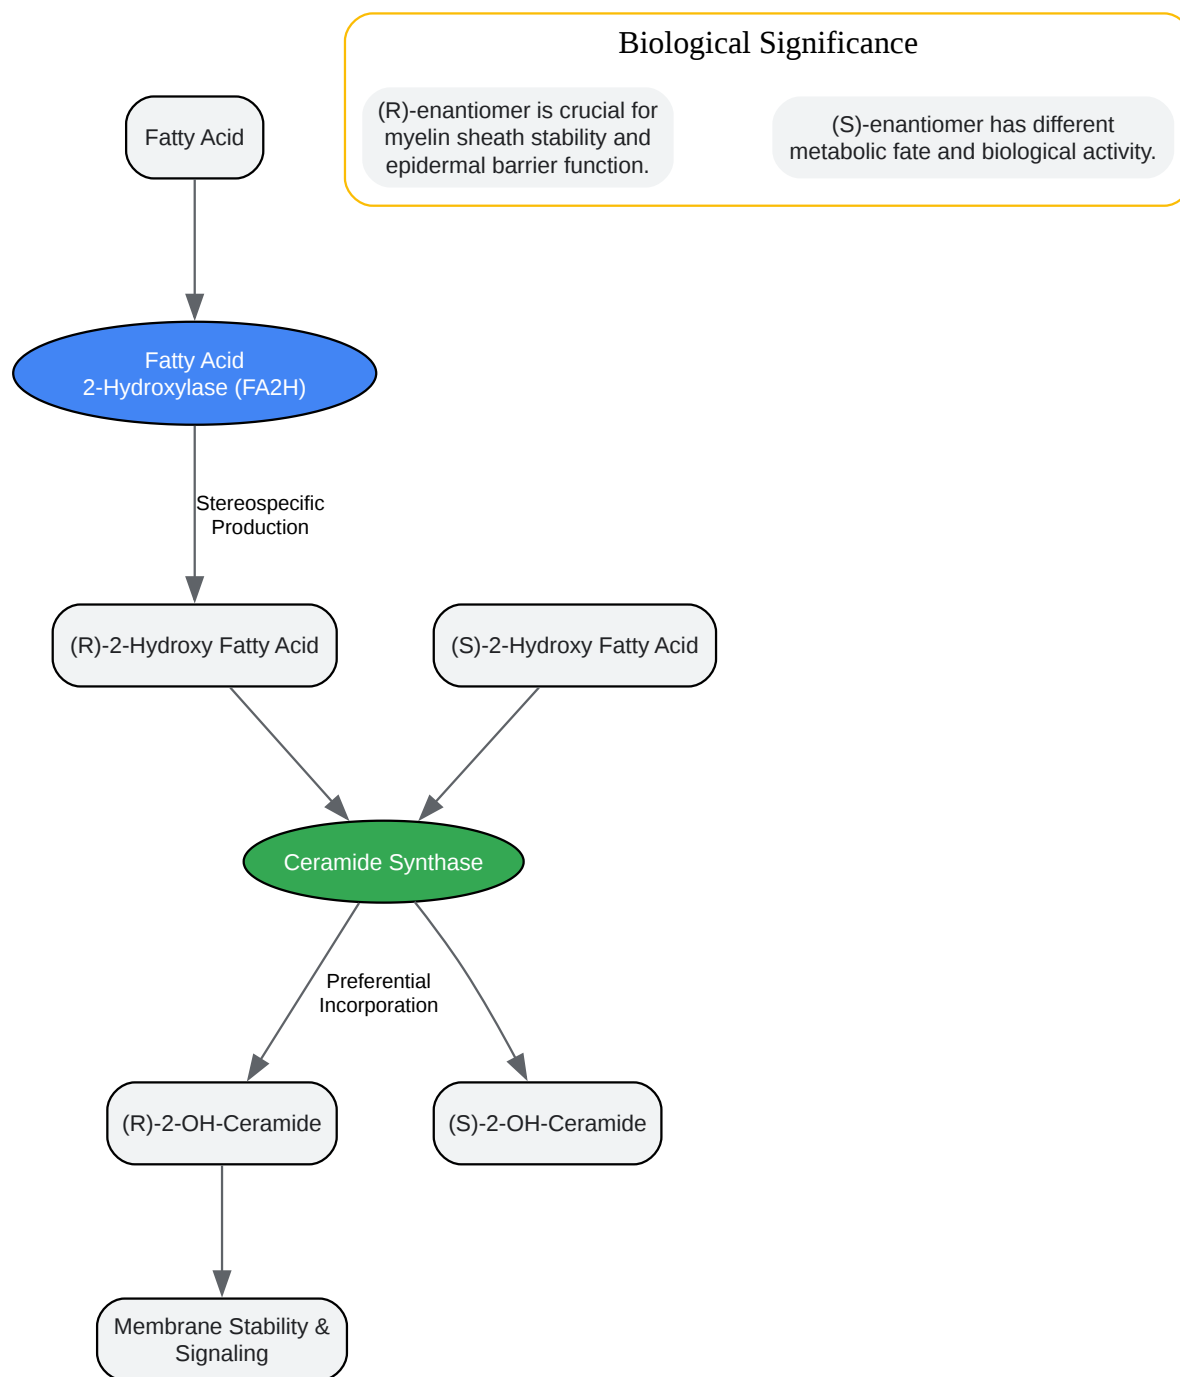 Biological Significance
(R)-enantiomer is crucial for
myelin sheath stability and
epidermal barrier function.
(S)-enantiomer has different
metabolic fate and biological activity.
Fatty Acid
Fatty Acid
2-Hydroxylase (FA2H)
Stereospecific
Production
(R)-2-Hydroxy Fatty Acid
(S)-2-Hydroxy Fatty Acid
Ceramide Synthase
Preferential
Incorporation
(R)-2-OH-Ceramide
(S)-2-OH-Ceramide
Membrane Stability &
Signaling